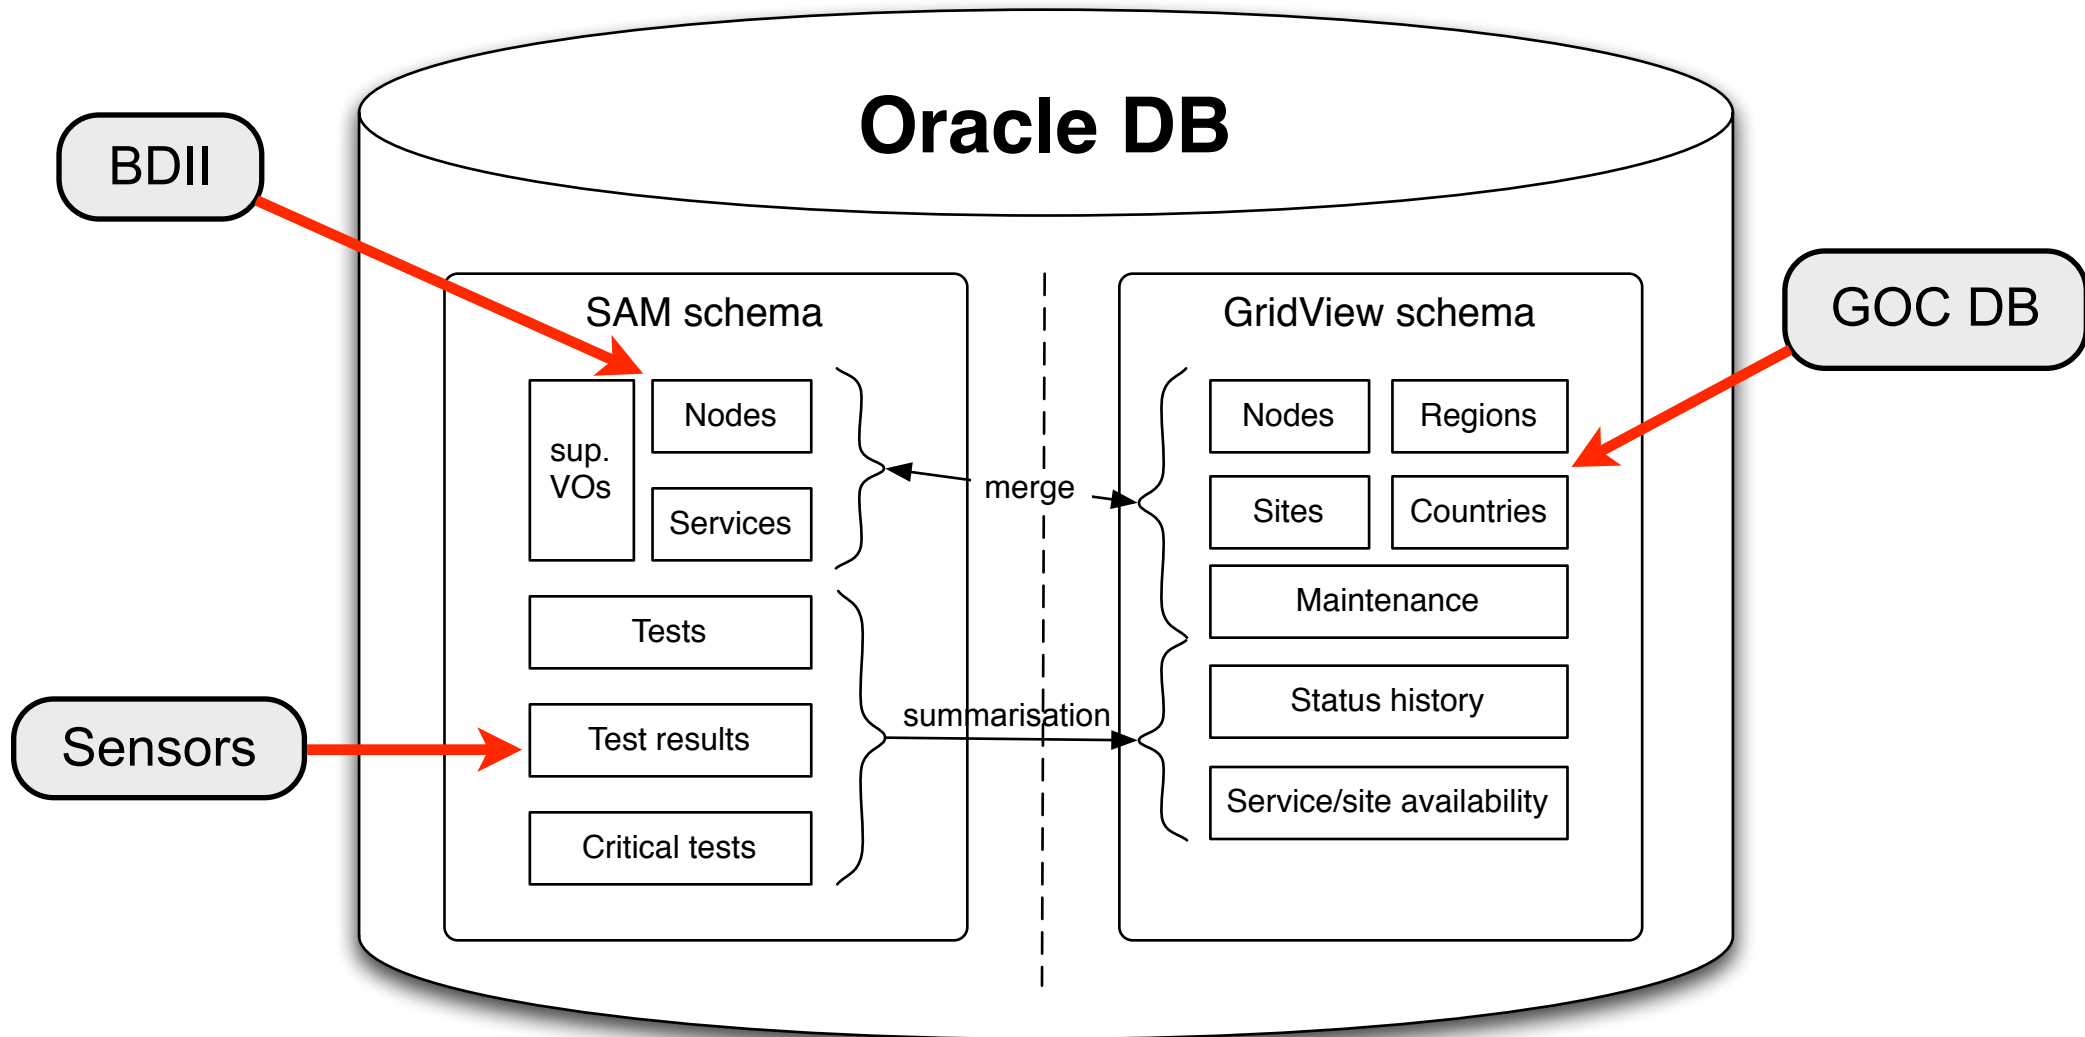 Oracle DB
BDII
GOC DB
Sensors
SAM schema
sup.
VOs
Nodes
Services
Tests
Test results
Critical tests
merge
summarisation
GridView schema
Nodes
Regions
Sites
Countries
Maintenance
Status history
Service/site availability